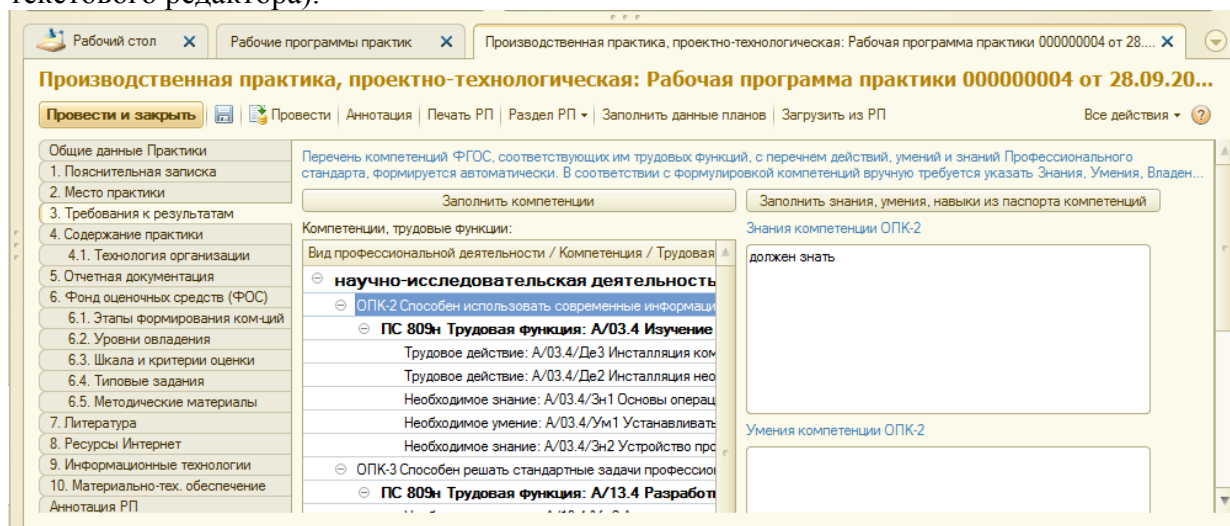 текстового редактора).
Рабочий стол
Рабочие программы практик
Производственная практика, проектно-технологическая: Рабочая программа практики 000000004 от 28....
Производственная практика, проектно-технологическая: Рабочая программа практики 000000004 от 28.09.20...
Провести и закрыть
Провести
Аннотация
Печать РП
Раздел РП
Заполнить данные планов
Загрузить из РП
Все действия
Общие данные Практики
1. Пояснительная записка
2. Место практики
3. Требования к результатам
4. Содержание практики
4.1. Технология организации
5. Отчетная документация
6. Фонд оценочных средств (ФОС)
6.1. Этапы формирования ком-ций
6.2. Уровни овладения
6.3. Шкала и критерии оценки
6.4. Типовые задания
6.5. Методические материалы
7. Литература
8. Ресурсы Интернет
9. Информационные технологии
10. Материально-тех. обеспечение
Аннотация РП
Перечень компетенций ФГОС, соответствующих им трудовых функций, с перечнем действий, умений и знаний Профессионального
стандарта, формируется автоматически. В соответствии с формулировкой компетенций вручную требуется указать Знания, Умения, Владен...
Заполнить компетенции
Заполнить знания, умения, навыки из паспорта компетенций
Компетенции, трудовые функции:
Вид профессиональной деятельности / Компетенция / Трудовая
научно-исследовательская деятельность
ОПК-2 Способен использовать современные информаци
ПС 809н Трудовая функция: А/03.4 Изучение
Трудовое действие: А/03.4/Де3 Инсталляция ком
Трудовое действие: А/03.4/Де2 Инсталляция нео
Необходимое знание: А/03.4/Зн1 Основы операц
Необходимое умение: А/03.4/Ум1 Устанавливать
Необходимое знание: А/03.4/Зн2 Устройство про
ОПК-3 Способен решать стандартные задачи профессио
ПС 809н Трудовая функция: А/13.4 Разработ
Знания компетенции ОПК-2
должен знать
Умения компетенции ОПК-2